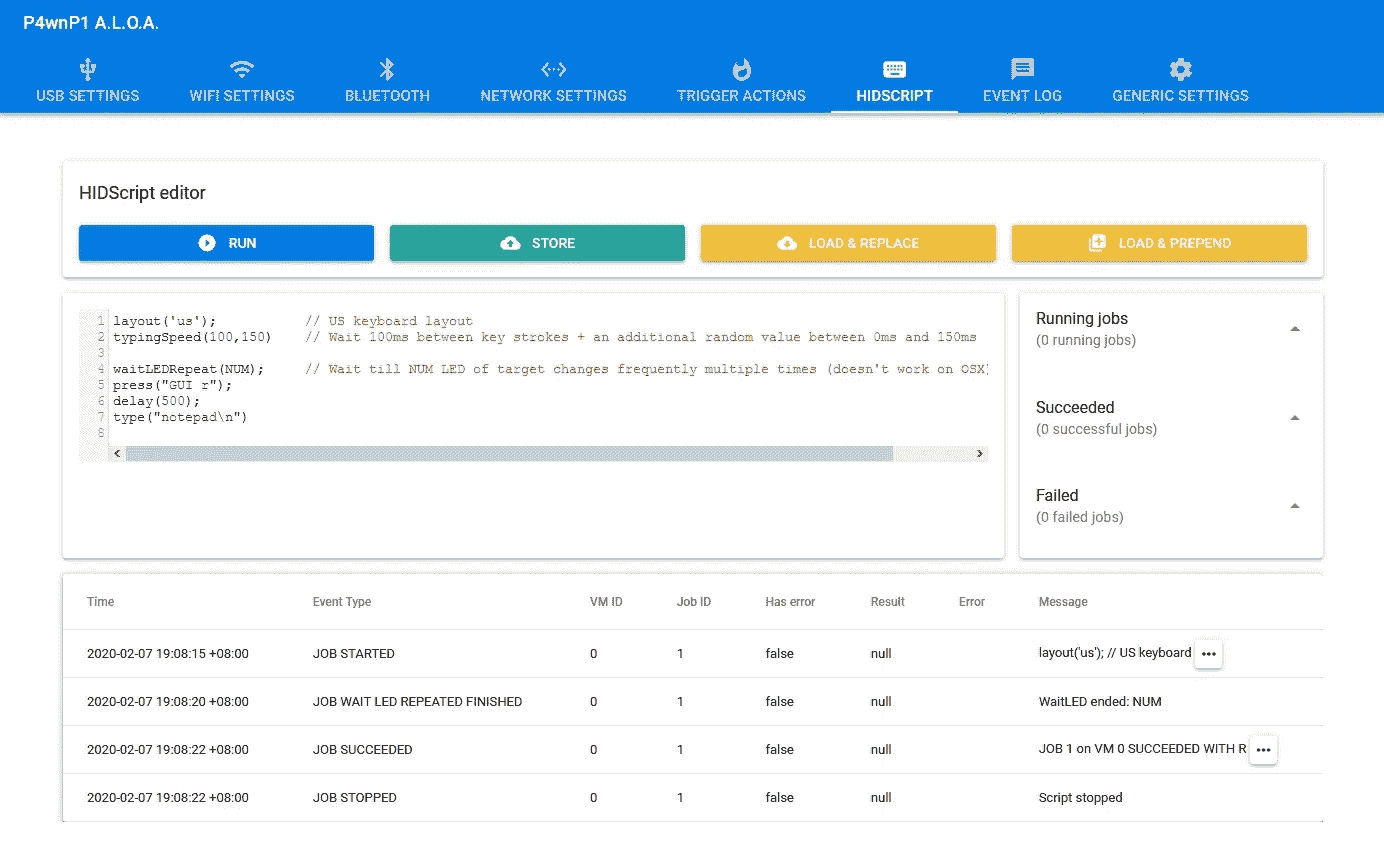 P4wnP1 A.L.O.A.
USB SETTINGS WIFI SETTINGS BLUETOOTH NETWORK SETTINGS TRIGGER ACTIONS HIDSCRIPT EVENT LOG GENERIC SETTINGS
HIDScript editor
RUN STORE LOAD & REPLACE LOAD & PREPEND
1 layout('us'); // US keyboard layout
2 typingSpeed(100,150) // Wait 100ms between key strokes + an additional random value between 0ms and 150ms
3
4 waitLEDRepeat(NUM); // Wait till NUM LED of target changes frequently multiple times (doesn't work on OSX)
5 press("GUI r");
6 delay(500);
7 type("notepad\n")
8
Running jobs
(0 running jobs)
Succeeded
(0 successful jobs)
Failed
(0 failed jobs)
Time Event Type VM ID Job ID Has error Result Error Message
2020-02-07 19:08:15 +08:00 JOB STARTED 0 1 false null layout('us'); // US keyboard •••
2020-02-07 19:08:20 +08:00 JOB WAIT LED REPEATED FINISHED 0 1 false null WaitLED ended: NUM
2020-02-07 19:08:22 +08:00 JOB SUCCEEDED 0 1 false null JOB 1 on VM 0 SUCCEEDED WITH R •••
2020-02-07 19:08:22 +08:00 JOB STOPPED 0 1 false null Script stopped